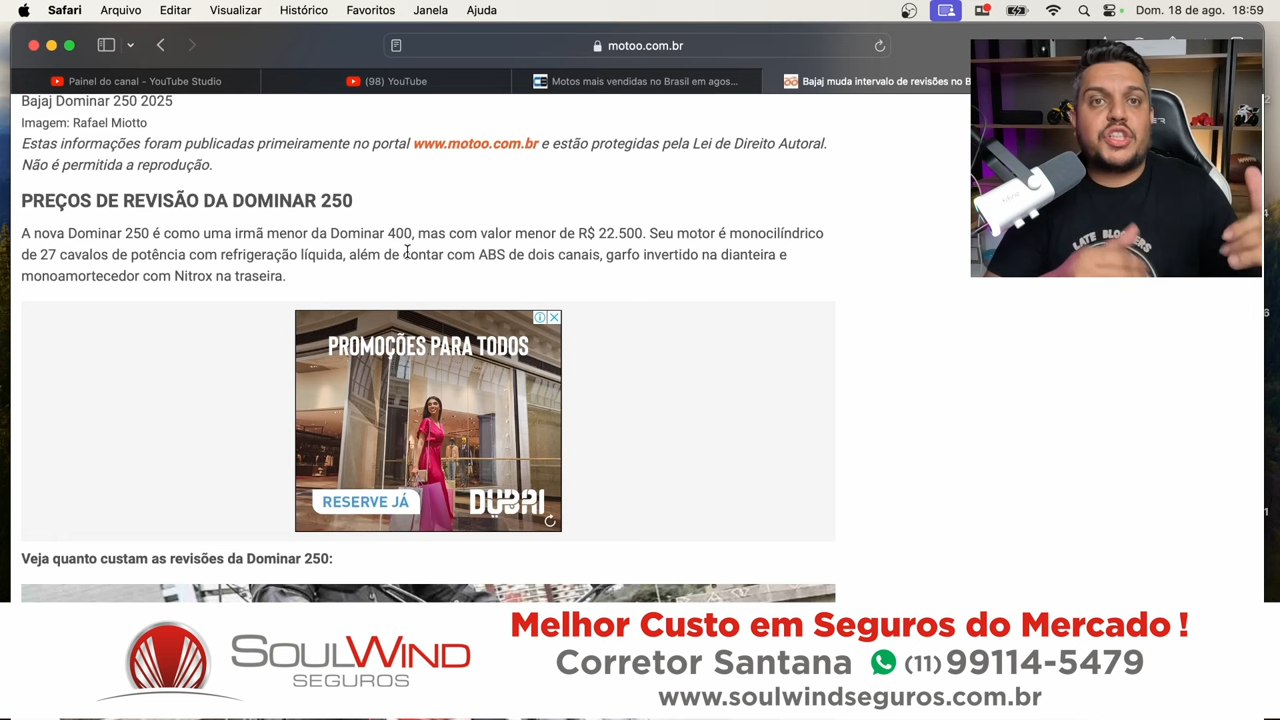 Safari Arquivo Editar Visualizar Histórico Favoritos Janela Ajuda Dom. 18 de ago. 18:59
motoo.com.br
Painel do canal - YouTube Studio (98) YouTube Motos mais vendidas no Brasil em agos... Bajaj muda intervalo de revisões no B
Bajaj Dominar 250 2025
Imagem: Rafael Miotto
Estas informações foram publicadas primeiramente no portal www.motoo.com.br e estão protegidas pela Lei de Direito Autoral.
Não é permitida a reprodução.
PREÇOS DE REVISÃO DA DOMINAR 250
A nova Dominar 250 é como uma irmã menor da Dominar 400, mas com valor menor de R$ 22.500. Seu motor é monocilíndrico
de 27 cavalos de potência com refrigeração líquida, além de contar com ABS de dois canais, garfo invertido na dianteira e
monoamortecedor com Nitrox na traseira.
PROMOÇÕES PARA TODOS
RESERVE JÁ
DUBAI
Veja quanto custam as revisões da Dominar 250:
LATE BLOOMERS
SOULWIND
SEGUROS
Melhor Custo em Seguros do Mercado !
Corretor Santana (11) 99114-5479
www.soulwindseguros.com.br